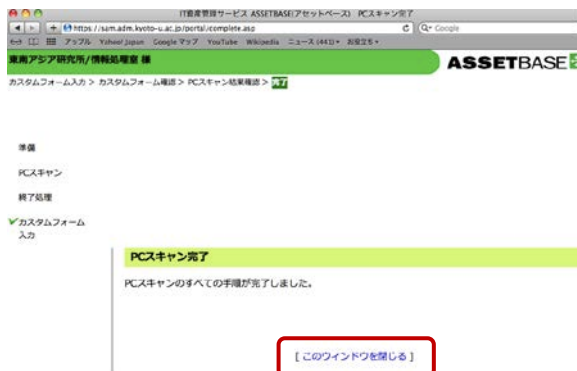 IT資産管理サービス ASSETBASE(アセットベース) PCスキャン完了
https://sam.adm.kyoto-u.ac.jp/portal/complete.asp
Google
アップル Yahoo! Japan Google マップ YouTube Wikipedia ニュース (441) お役立ち
東南アジア研究所/情報処理室 様
ASSETBASE
カスタムフォーム入力 > カスタムフォーム確認 > PCスキャン結果確認 > 完了
準備
PCスキャン
終了処理
カスタムフォーム
入力
PCスキャン完了
PCスキャンのすべての手順が完了しました。
[ このウインドウを閉じる ]